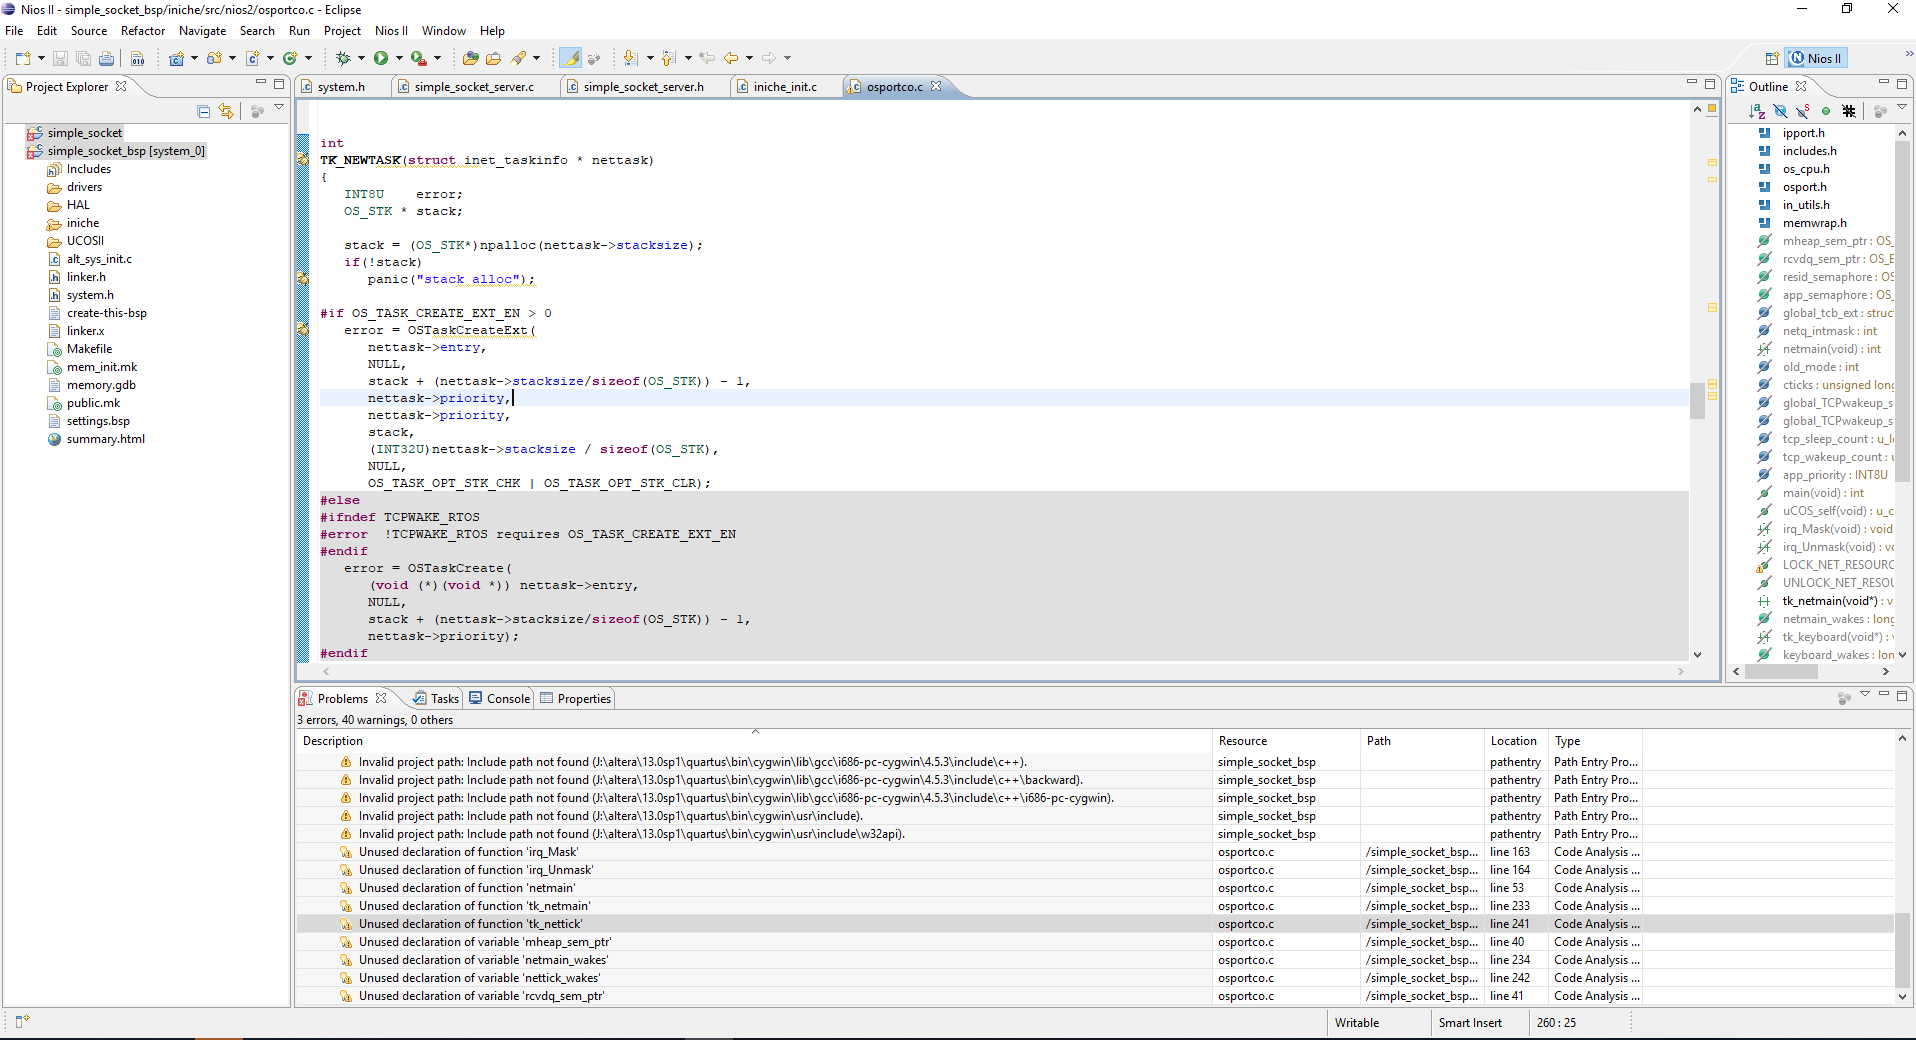 Nios II - simple_socket_bsp/iniche/src/nios2/osportco.c - Eclipse
File Edit Source Refactor Navigate Search Run Project Nios II Window Help
Nios II
Project Explorer
simple_socket
simple_socket_bsp [system_0]
Includes
drivers
HAL
iniche
UCOSII
alt_sys_init.c
linker.h
system.h
create-this-bsp
linker.x
Makefile
mem_init.mk
memory.gdb
public.mk
settings.bsp
summary.html
system.h simple_socket_server.c simple_socket_server.h iniche_init.c osportco.c
int
TK_NEWTASK(struct inet_taskinfo * nettask)
{
INT8U error;
OS_STK * stack;
stack = (OS_STK*)npalloc(nettask->stacksize);
if(!stack)
panic("stack alloc");
#if OS_TASK_CREATE_EXT_EN > 0
error = OSTaskCreateExt(
nettask->entry,
NULL,
stack + (nettask->stacksize/sizeof(OS_STK)) - 1,
nettask->priority,
nettask->priority,
stack,
(INT32U)nettask->stacksize / sizeof(OS_STK),
NULL,
OS_TASK_OPT_STK_CHK | OS_TASK_OPT_STK_CLR);
#else
#ifndef TCPWAKE_RTOS
#error !TCPWAKE_RTOS requires OS_TASK_CREATE_EXT_EN
#endif
error = OSTaskCreate(
(void (*)(void *)) nettask->entry,
NULL,
stack + (nettask->stacksize/sizeof(OS_STK)) - 1,
nettask->priority);
#endif
Outline
ipport.h
includes.h
os_cpu.h
osport.h
in_utils.h
memwrap.h
mheap_sem_ptr : OS_
rcvdq_sem_ptr : OS_E
resid_semaphore : OS
app_semaphore : OS_
global_tcb_ext : struc
netq_intmask : int
netmain(void) : int
old_mode : int
cticks : unsigned long
global_TCPwakeup_s
global_TCPwakeup_s
tcp_sleep_count : u_l
tcp_wakeup_count : u
app_priority : INT8U
main(void) : int
uCOS_self(void) : u_c
irq_Mask(void) : void
irq_Unmask(void) : vo
LOCK_NET_RESOURC
UNLOCK_NET_RESOU
tk_netmain(void*) : v
netmain_wakes : long
tk_keyboard(void*) : v
keyboard_wakes : lon
Problems Tasks Console Properties
3 errors, 40 warnings, 0 others
Description Resource Path Location Type
Invalid project path: Include path not found (J:\altera\13.0sp1\quartus\bin\cygwin\lib\gcc\i686-pc-cygwin\4.5.3\include\c++). simple_socket_bsp pathentry Path Entry Pro...
Invalid project path: Include path not found (J:\altera\13.0sp1\quartus\bin\cygwin\lib\gcc\i686-pc-cygwin\4.5.3\include\c++\backward). simple_socket_bsp pathentry Path Entry Pro...
Invalid project path: Include path not found (J:\altera\13.0sp1\quartus\bin\cygwin\lib\gcc\i686-pc-cygwin\4.5.3\include\c++\i686-pc-cygwin). simple_socket_bsp pathentry Path Entry Pro...
Invalid project path: Include path not found (J:\altera\13.0sp1\quartus\bin\cygwin\usr\include). simple_socket_bsp pathentry Path Entry Pro...
Invalid project path: Include path not found (J:\altera\13.0sp1\quartus\bin\cygwin\usr\include\w32api). simple_socket_bsp pathentry Path Entry Pro...
Unused declaration of function 'irq_Mask' osportco.c /simple_socket_bsp... line 163 Code Analysis ...
Unused declaration of function 'irq_Unmask' osportco.c /simple_socket_bsp... line 164 Code Analysis ...
Unused declaration of function 'netmain' osportco.c /simple_socket_bsp... line 53 Code Analysis ...
Unused declaration of function 'tk_netmain' osportco.c /simple_socket_bsp... line 233 Code Analysis ...
Unused declaration of function 'tk_nettick' osportco.c /simple_socket_bsp... line 241 Code Analysis ...
Unused declaration of variable 'mheap_sem_ptr' osportco.c /simple_socket_bsp... line 40 Code Analysis ...
Unused declaration of variable 'netmain_wakes' osportco.c /simple_socket_bsp... line 234 Code Analysis ...
Unused declaration of variable 'nettick_wakes' osportco.c /simple_socket_bsp... line 242 Code Analysis ...
Unused declaration of variable 'rcvdq_sem_ptr' osportco.c /simple_socket_bsp... line 41 Code Analysis ...
Writable Smart Insert 260 : 25